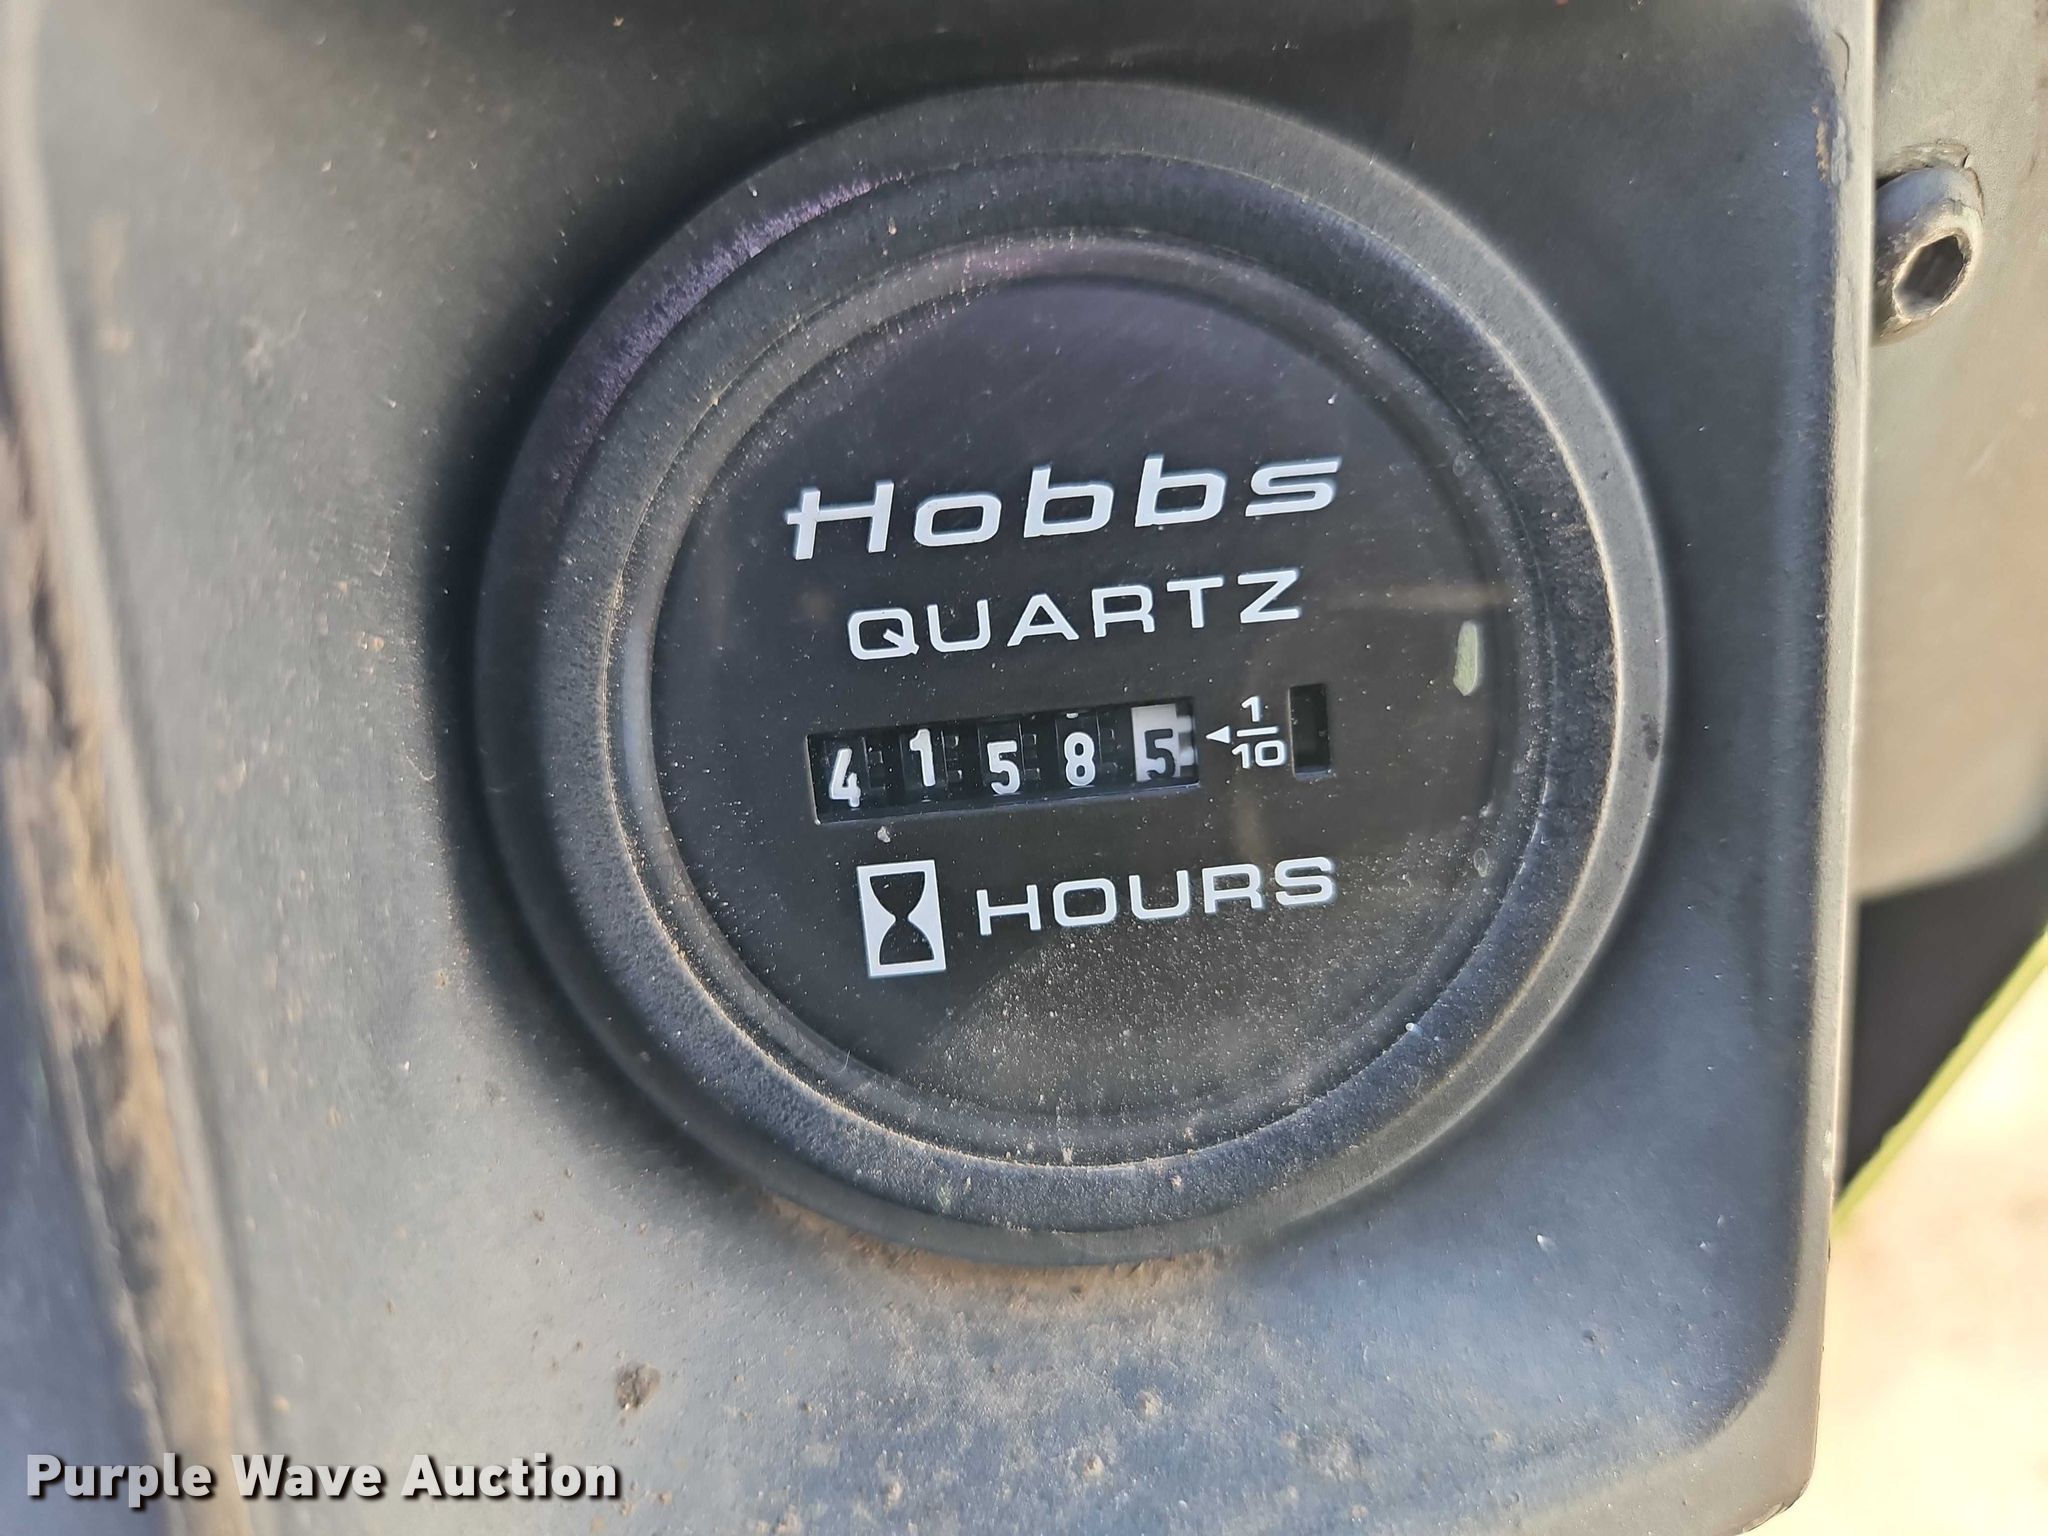 Hobbs
QUARTZ
41585 ◄ 1/10
HOURS
Purple Wave Auction